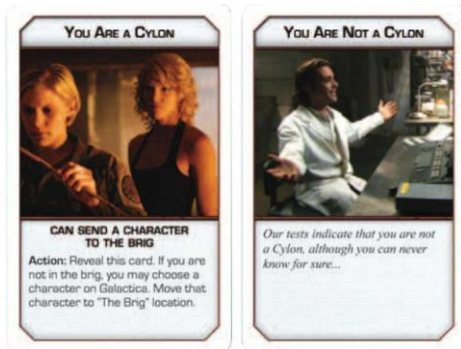 YOU ARE A CYLON
CAN SEND A CHARACTER
TO THE BRIG
Action: Reveal this card. If you are
not in the brig, you may choose a
character on Galactica. Move that
character to "The Brig" location.
YOU ARE NOT A CYLON
Our tests indicate that you are not
a Cylon, although you can never
know for sure...